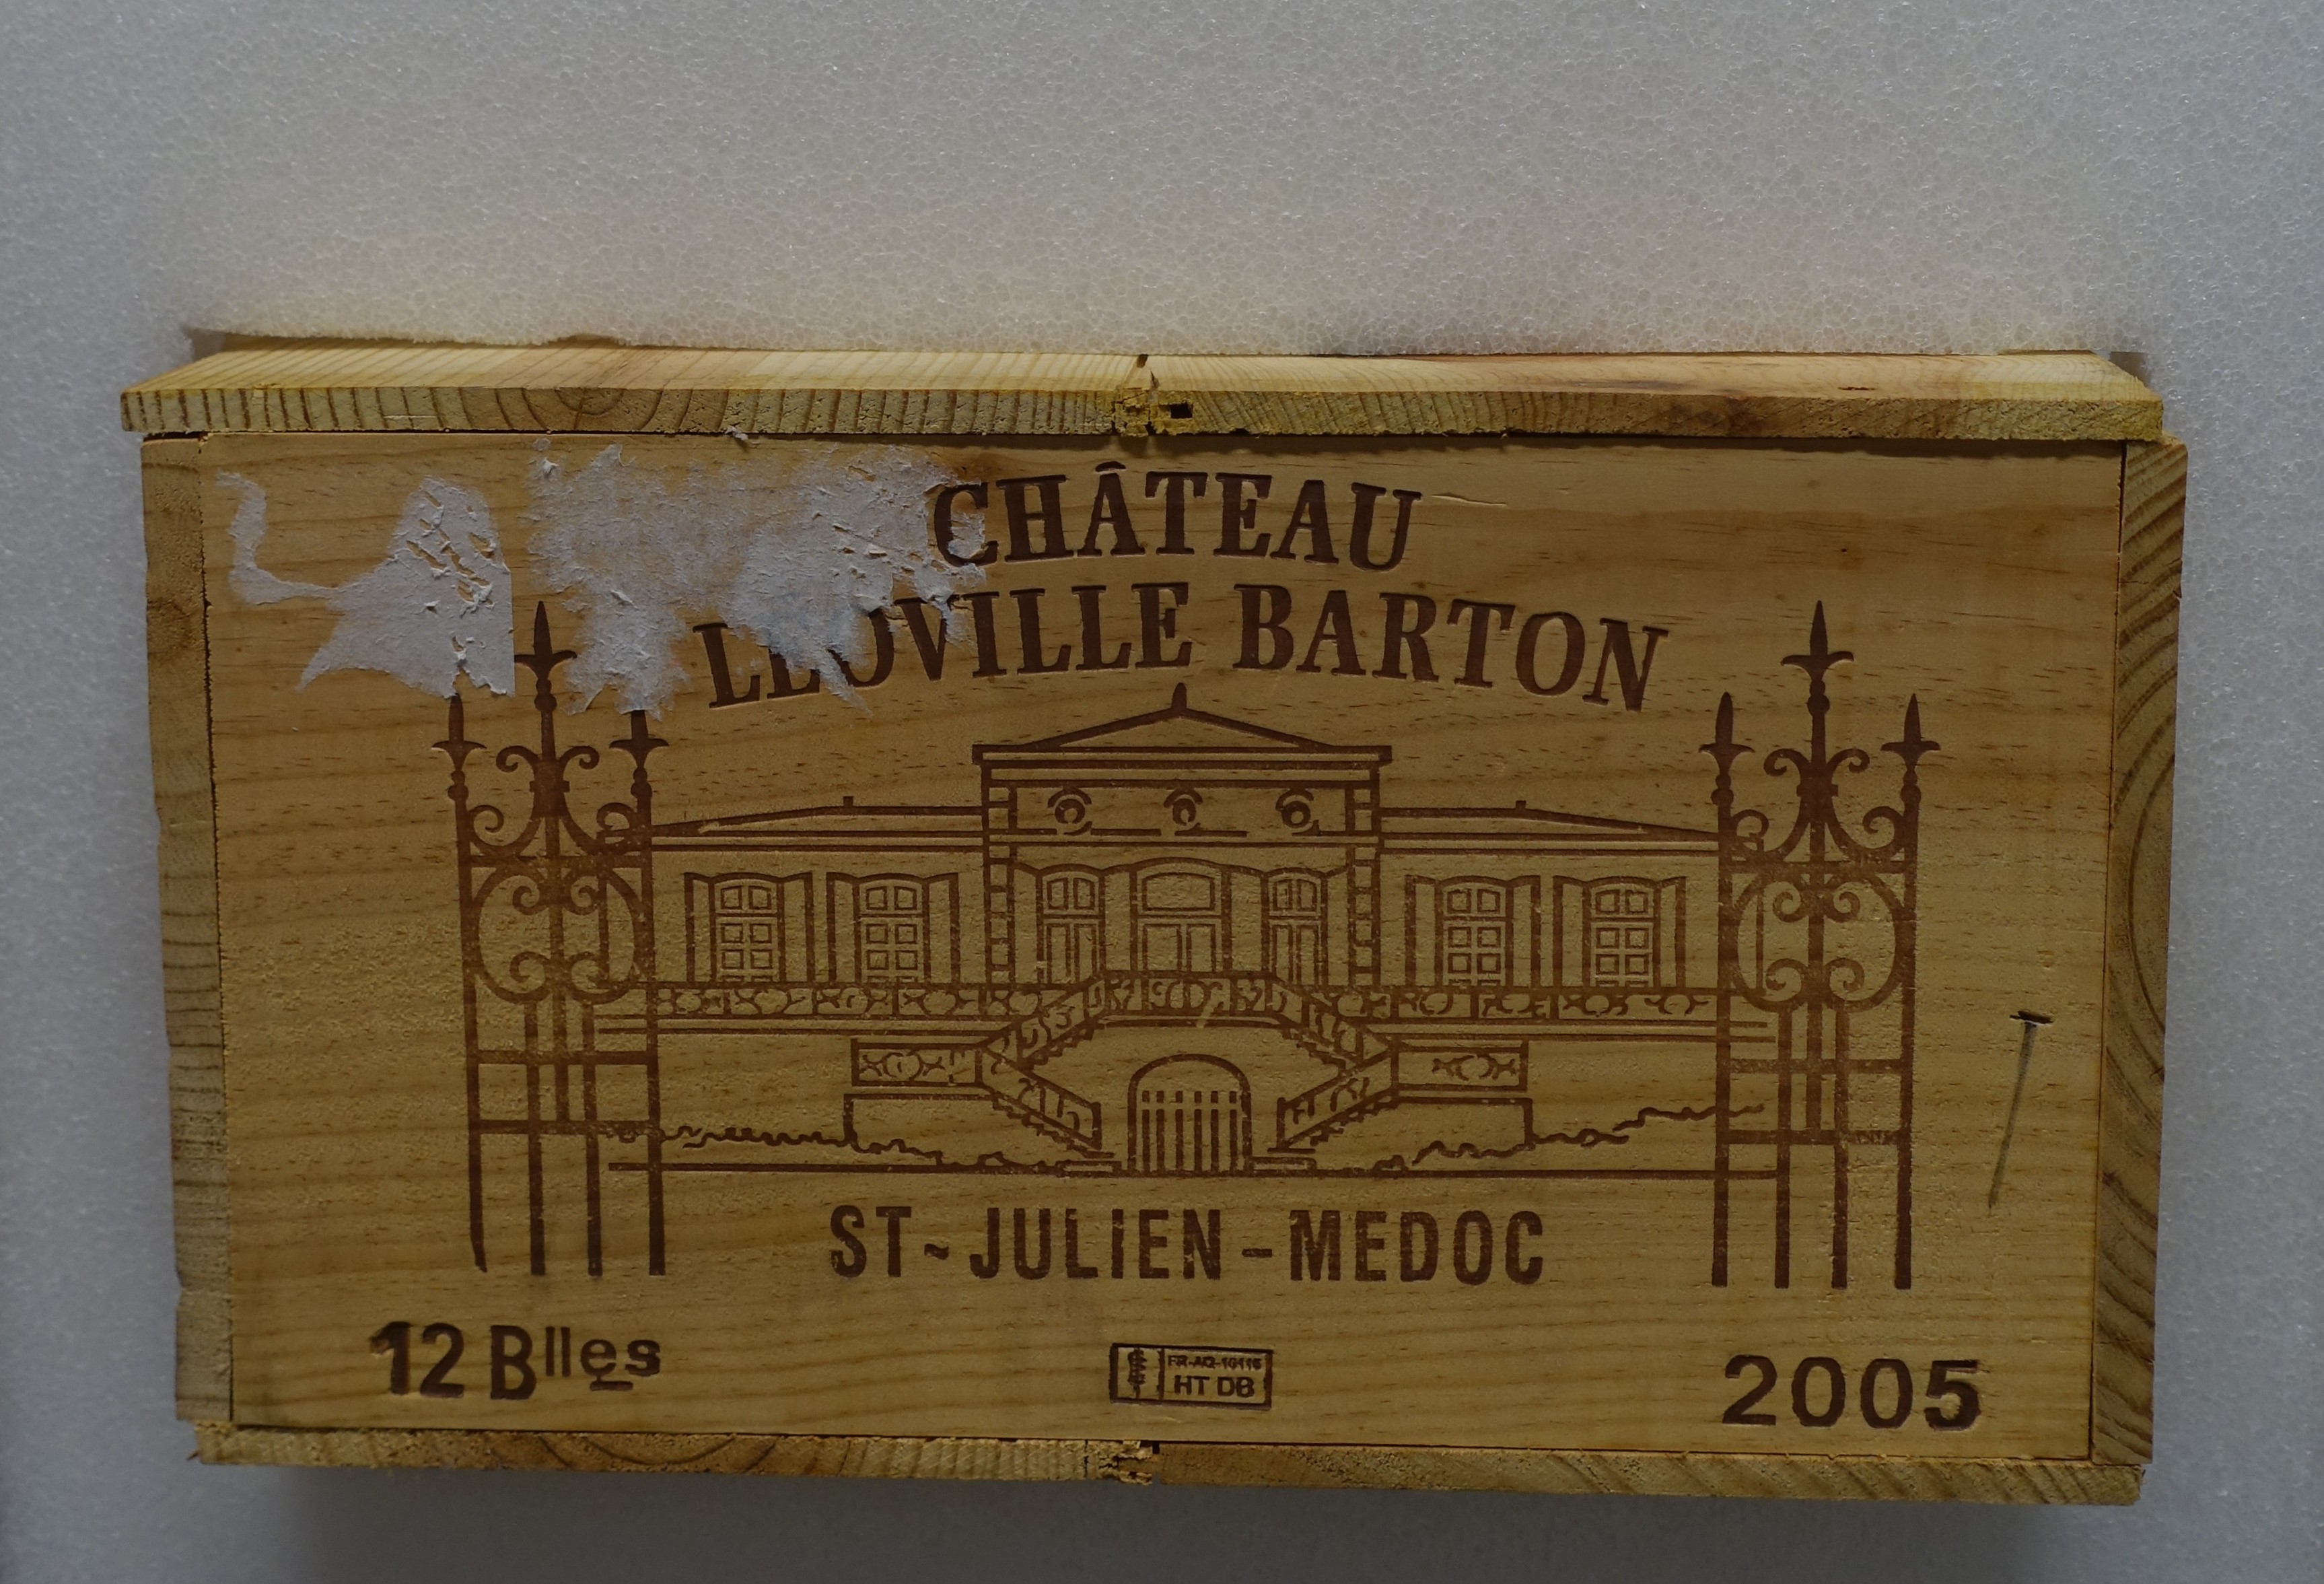 CHÂTEAU
LEOVILLE BARTON
ST-JULIEN-MEDOC
12 Blles
HT DB
2005